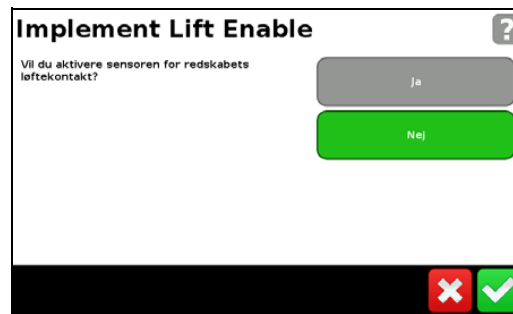 Implement Lift Enable
?
Vil du aktivere sensoren for redskabets
løftekontakt?
Ja
Nej